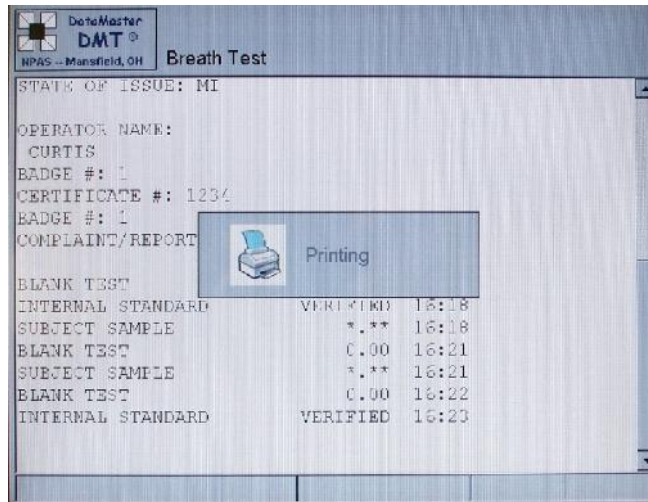 DataMaster
DMT ®
NPAS -- Mansfield, OH
Breath Test
STATE OF ISSUE: MI
OPERATOR NAME:
CURTIS
BADGE #: 1
CERTIFICATE #: 1234
BADGE #: 1
COMPLAINT/REPORT
Printing
BLANK TEST
INTERNAL STANDARD VERIFIED 16:18
SUBJECT SAMPLE *.** 16:18
BLANK TEST 0.00 16:21
SUBJECT SAMPLE *.** 16:21
BLANK TEST 0.00 16:22
INTERNAL STANDARD VERIFIED 16:23